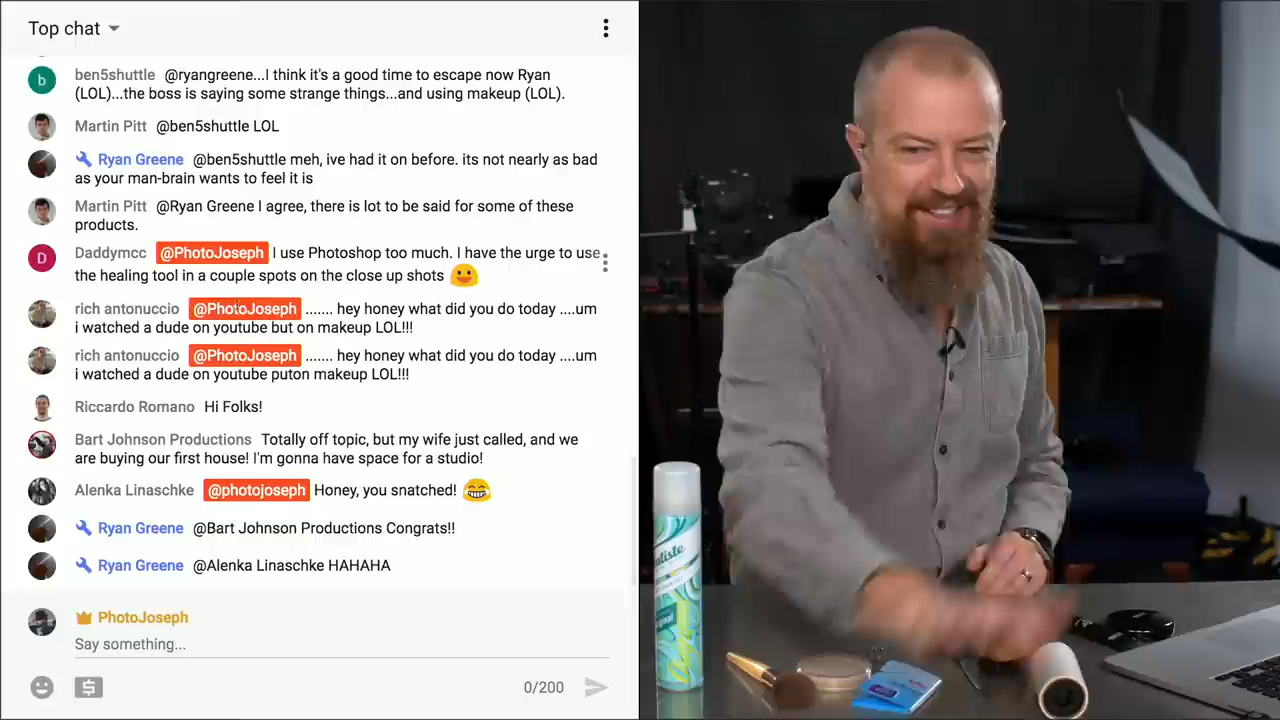 Top chat
ben5shuttle @ryangreene...I think it's a good time to escape now Ryan
(LOL)...the boss is saying some strange things...and using makeup (LOL).
Martin Pitt @ben5shuttle LOL
Ryan Greene @ben5shuttle meh, ive had it on before. its not nearly as bad
as your man-brain wants to feel it is
Martin Pitt @Ryan Greene I agree, there is lot to be said for some of these
products.
Daddymcc @PhotoJoseph I use Photoshop too much. I have the urge to use
the healing tool in a couple spots on the close up shots
rich antonuccio @PhotoJoseph ....... hey honey what did you do today ....um
i watched a dude on youtube but on makeup LOL!!!
rich antonuccio @PhotoJoseph ....... hey honey what did you do today ....um
i watched a dude on youtube puton makeup LOL!!!
Riccardo Romano Hi Folks!
Bart Johnson Productions Totally off topic, but my wife just called, and we
are buying our first house! I'm gonna have space for a studio!
Alenka Linaschke @photojoseph Honey, you snatched!
Ryan Greene @Bart Johnson Productions Congrats!!
Ryan Greene @Alenka Linaschke HAHAHA
PhotoJoseph
Say something...
0/200
b
D